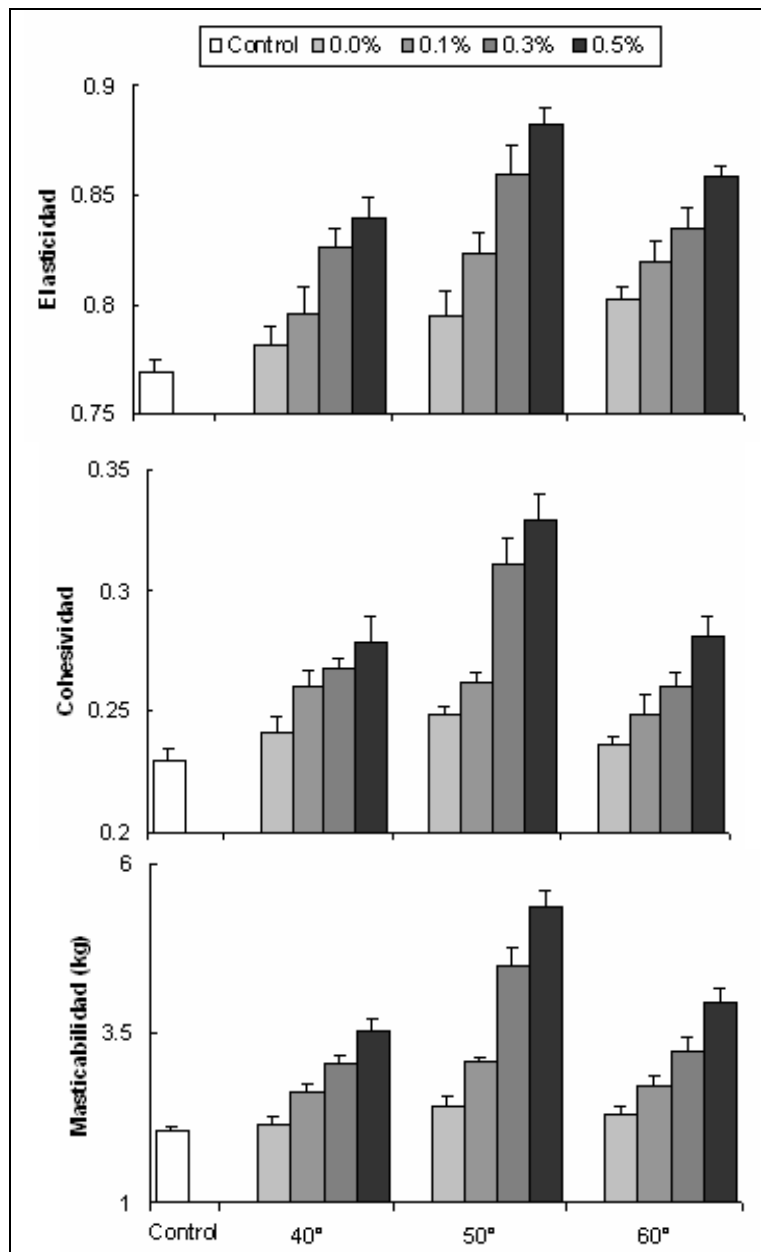 Control 0.0% 0.1% 0.3% 0.5%
0.9
0.85
0.8
0.75
Elasticidad
0.35
0.3
0.25
0.2
Cohesividad
6
3.5
1
Masticabilidad (kg)
Control 40° 50° 60°